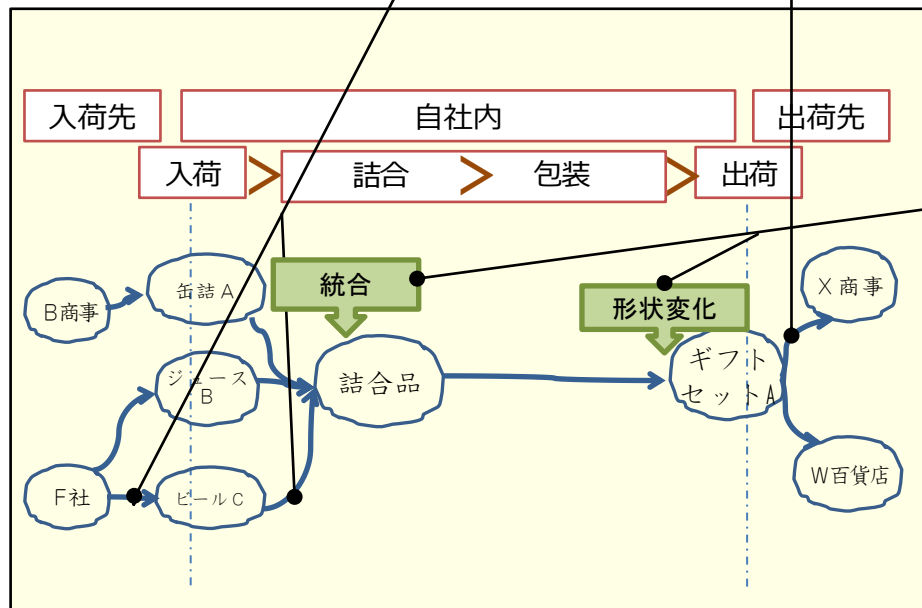 入荷先
自社内
出荷先
入荷
詰合
包装
出荷
統合
形状変化
B商事
缶詰A
X商事
ジュース
B
詰合品
ギフト
セットA
F社
ビールC
W百貨店